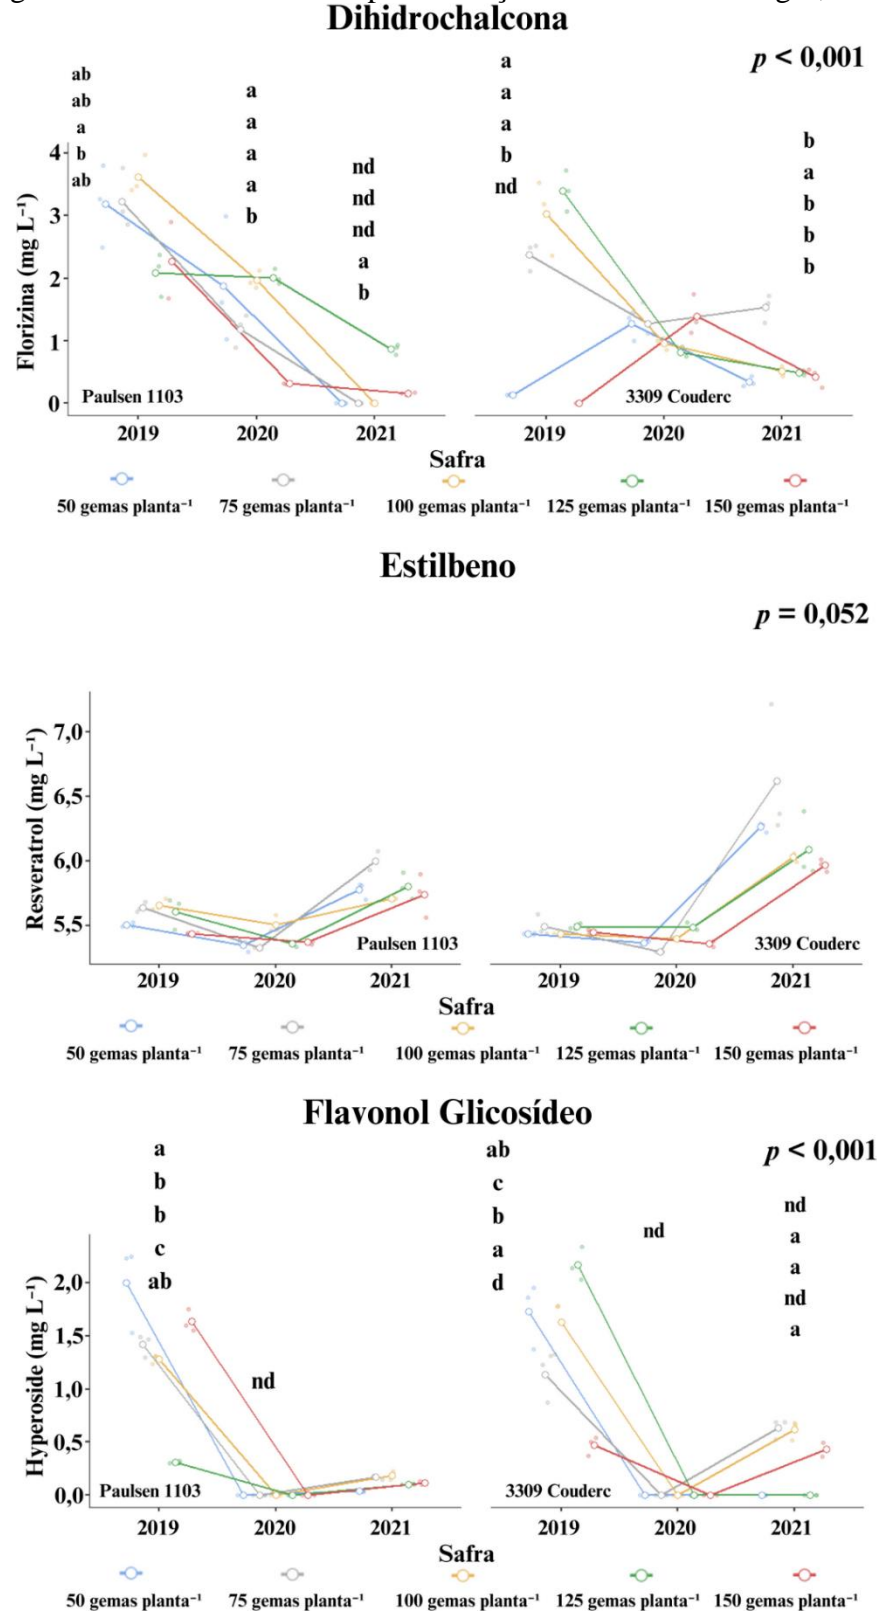 Dihidrochalcona
p < 0,001
ab
ab
a
b
ab
a
a
a
a
b
nd
nd
nd
a
b
a
a
a
b
nd
b
a
b
b
b
Florizina (mg L⁻¹)
4
3
2
1
0
Paulsen 1103
3309 Couderc
2019 2020 2021 2019 2020 2021
Safra
50 gemas planta⁻¹ 75 gemas planta⁻¹ 100 gemas planta⁻¹ 125 gemas planta⁻¹ 150 gemas planta⁻¹
Estilbeno
p = 0,052
Resveratrol (mg L⁻¹)
7,0
6,5
6,0
5,5
Paulsen 1103
3309 Couderc
2019 2020 2021 2019 2020 2021
Safra
50 gemas planta⁻¹ 75 gemas planta⁻¹ 100 gemas planta⁻¹ 125 gemas planta⁻¹ 150 gemas planta⁻¹
Flavonol Glicosídeo
p < 0,001
a
b
b
c
ab
nd
ab
c
b
a
d
nd
nd
a
a
nd
a
Hyperoside (mg L⁻¹)
2,0
1,5
1,0
0,5
0,0
Paulsen 1103
3309 Couderc
2019 2020 2021 2019 2020 2021
Safra
50 gemas planta⁻¹ 75 gemas planta⁻¹ 100 gemas planta⁻¹ 125 gemas planta⁻¹ 150 gemas planta⁻¹